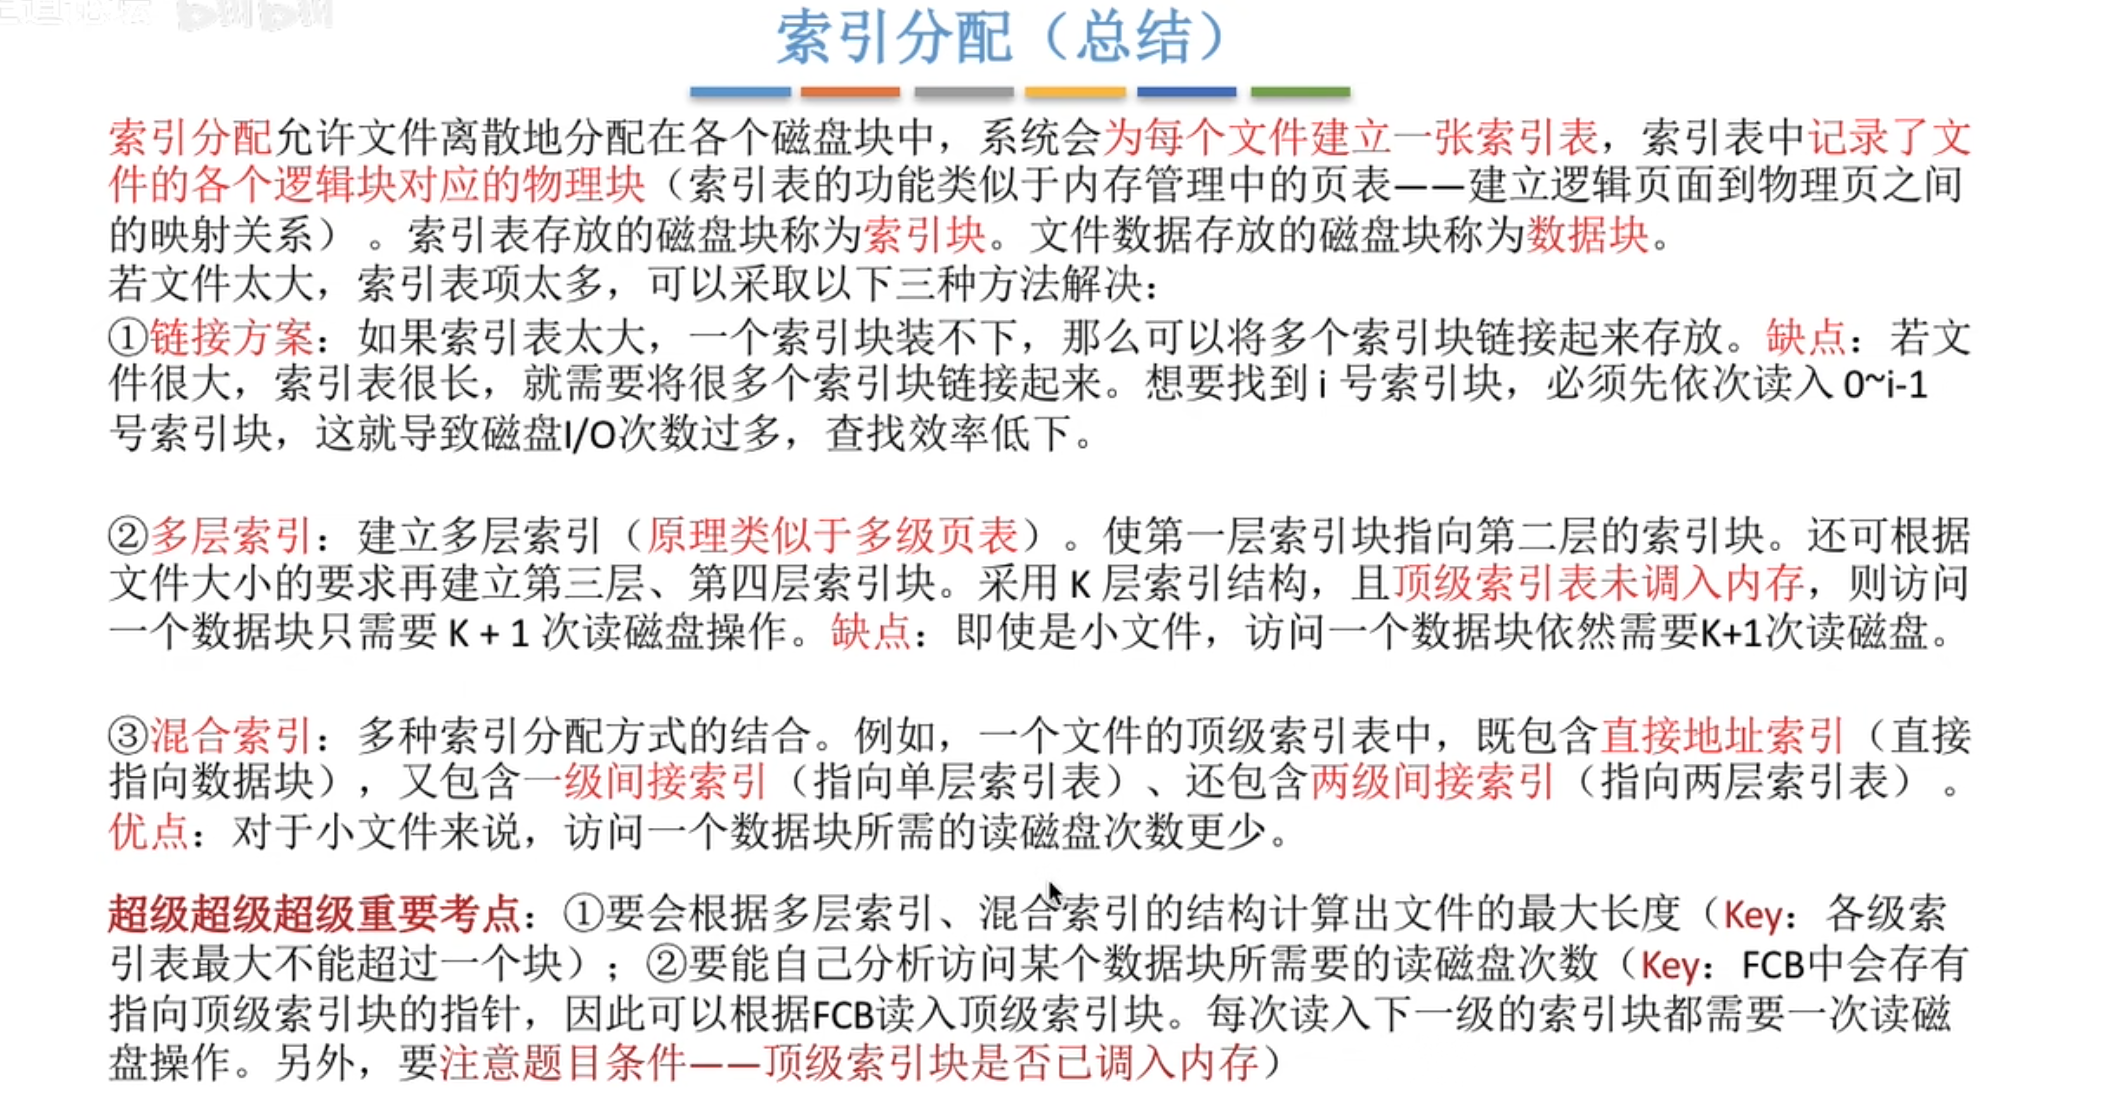 索引分配（总结）
索引分配允许文件离散地分配在各个磁盘块中，系统会为每个文件建立一张索引表，索引表中记录了文
件的各个逻辑块对应的物理块（索引表的功能类似于内存管理中的页表——建立逻辑页面到物理页之间
的映射关系）。索引表存放的磁盘块称为索引块。文件数据存放的磁盘块称为数据块。
若文件太大，索引表项太多，可以采取以下三种方法解决：
①链接方案：如果索引表太大，一个索引块装不下，那么可以将多个索引块链接起来存放。缺点：若文
件很大，索引表很长，就需要将很多个索引块链接起来。想要找到 i 号索引块，必须先依次读入 0~i-1
号索引块，这就导致磁盘I/O次数过多，查找效率低下。
②多层索引：建立多层索引（原理类似于多级页表）。使第一层索引块指向第二层的索引块。还可根据
文件大小的要求再建立第三层、第四层索引块。采用 K 层索引结构，且顶级索引表未调入内存，则访问
一个数据块只需要 K + 1 次读磁盘操作。缺点：即使是小文件，访问一个数据块依然需要K+1次读磁盘。
③混合索引：多种索引分配方式的结合。例如，一个文件的顶级索引表中，既包含直接地址索引（直接
指向数据块），又包含一级间接索引（指向单层索引表）、还包含两级间接索引（指向两层索引表）。
优点：对于小文件来说，访问一个数据块所需的读磁盘次数更少。
超级超级超级重要考点：①要会根据多层索引、混合索引的结构计算出文件的最大长度（Key：各级索
引表最大不能超过一个块）；②要能自己分析访问某个数据块所需要的读磁盘次数（Key：FCB中会存有
指向顶级索引块的指针，因此可以根据FCB读入顶级索引块。每次读入下一级的索引块都需要一次读磁
盘操作。另外，要注意题目条件——顶级索引块是否已调入内存）